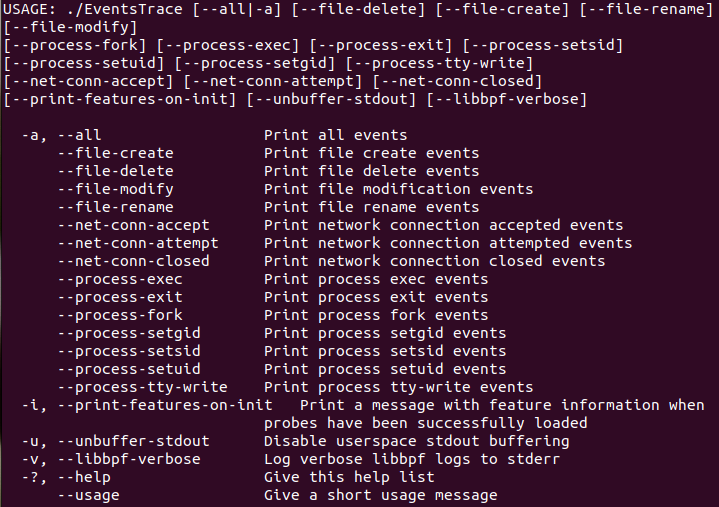 USAGE: ./EventsTrace [--all|-a] [--file-delete] [--file-create] [--file-rename]
[--file-modify]
[--process-fork] [--process-exec] [--process-exit] [--process-setsid]
[--process-setuid] [--process-setgid] [--process-tty-write]
[--net-conn-accept] [--net-conn-attempt] [--net-conn-closed]
[--print-features-on-init] [--unbuffer-stdout] [--libbpf-verbose]

  -a, --all                  Print all events
      --file-create          Print file create events
      --file-delete          Print file delete events
      --file-modify          Print file modification events
      --file-rename          Print file rename events
      --net-conn-accept      Print network connection accepted events
      --net-conn-attempt     Print network connection attempted events
      --net-conn-closed      Print network connection closed events
      --process-exec         Print process exec events
      --process-exit         Print process exit events
      --process-fork         Print process fork events
      --process-setgid       Print process setgid events
      --process-setsid       Print process setsid events
      --process-setuid       Print process setuid events
      --process-tty-write    Print process tty-write events
  -i, --print-features-on-init   Print a message with feature information when
                             probes have been successfully loaded
  -u, --unbuffer-stdout      Disable userspace stdout buffering
  -v, --libbpf-verbose       Log verbose libbpf logs to stderr
  -?, --help                 Give this help list
      --usage                Give a short usage message